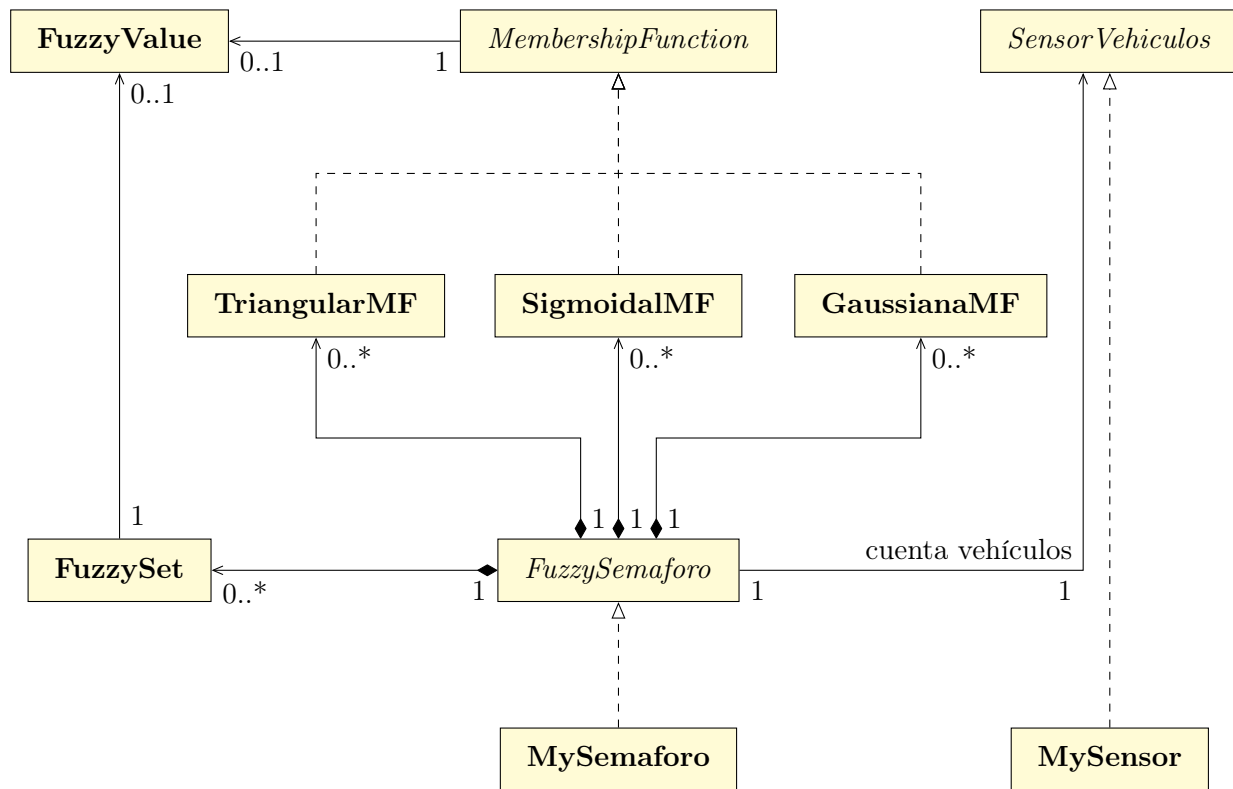 FuzzyValue
MembershipFunction
SensorVehiculos
0..1
1
0..1
TriangularMF
SigmoidalMF
GaussianaMF
0..*
0..*
0..*
1
1
1
1
cuenta vehículos
FuzzySet
FuzzySemaforo
0..*
1
1
1
MySemaforo
MySensor